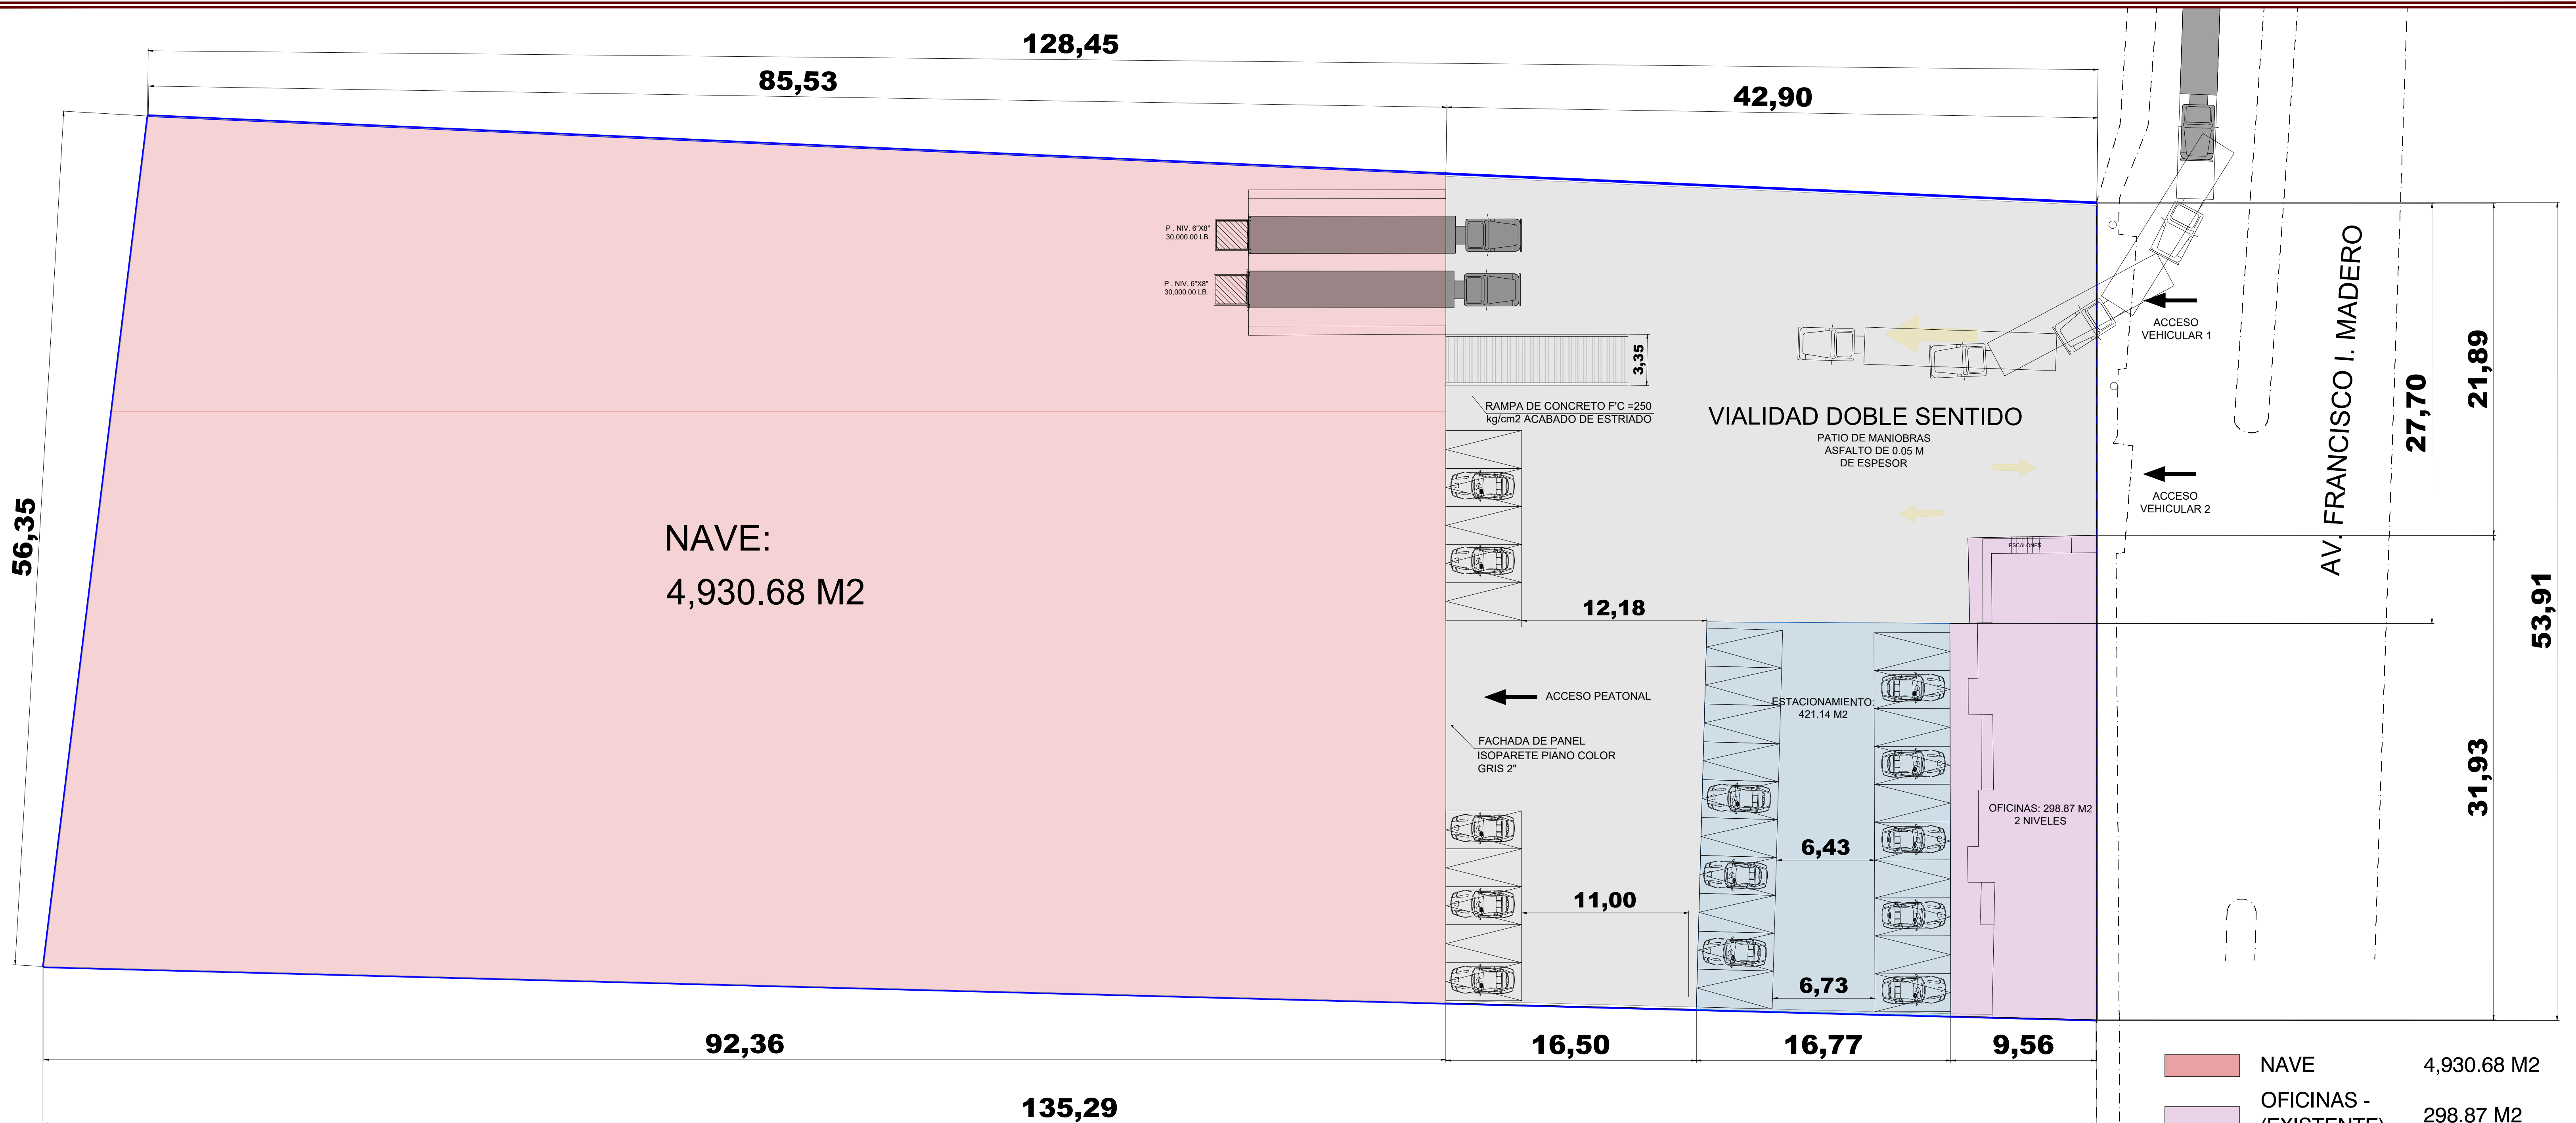 128,45
85,53
42,90
56,35
P . NIV. 6"X8"
30,000.00 LB.
P . NIV. 6"X8"
30,000.00 LB.
3,35
RAMPA DE CONCRETO F'C =250
kg/cm2 ACABADO DE ESTRIADO
VIALIDAD DOBLE SENTIDO
PATIO DE MANIOBRAS
ASFALTO DE 0.05 M
DE ESPESOR
ACCESO
VEHICULAR 1
ACCESO
VEHICULAR 2
AV. FRANCISCO I. MADERO
27,70
21,89
53,91
31,93
NAVE:
4,930.68 M2
ESCALONES
12,18
ACCESO PEATONAL
ESTACIONAMIENTO:
421.14 M2
FACHADA DE PANEL
ISOPARETE PIANO COLOR
GRIS 2"
OFICINAS: 298.87 M2
2 NIVELES
6,43
11,00
6,73
92,36
16,50
16,77
9,56
135,29
NAVE 4,930.68 M2
OFICINAS -
(EXISTENTE) 298.87 M2